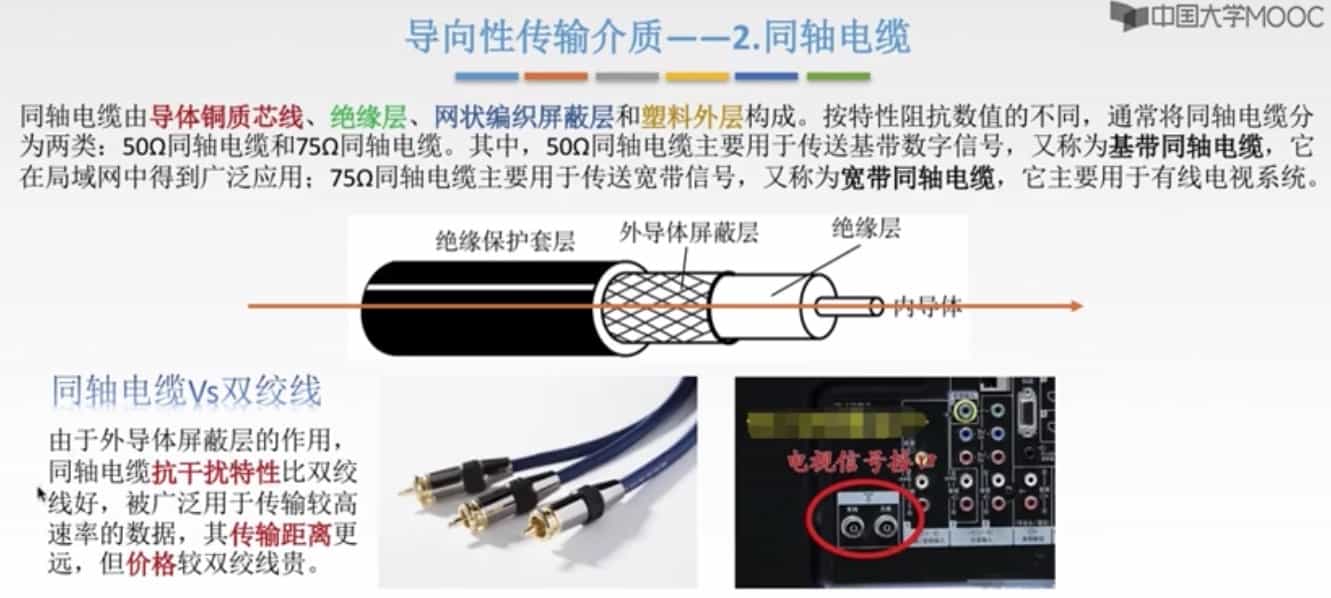 中国大学MOOC
导向性传输介质——2.同轴电缆
同轴电缆由导体铜质芯线、绝缘层、网状编织屏蔽层和塑料外层构成。按特性阻抗数值的不同，通常将同轴电缆分
为两类：50Ω同轴电缆和75Ω同轴电缆。其中，50Ω同轴电缆主要用于传送基带数字信号，又称为基带同轴电缆，它
在局域网中得到广泛应用；75Ω同轴电缆主要用于传送宽带信号，又称为宽带同轴电缆，它主要用于有线电视系统。
绝缘保护套层
外导体屏蔽层
绝缘层
内导体
同轴电缆Vs双绞线
由于外导体屏蔽层的作用，
同轴电缆抗干扰特性比双绞
线好，被广泛用于传输较高
速率的数据，其传输距离更
远，但价格较双绞线贵。
电视信号接口